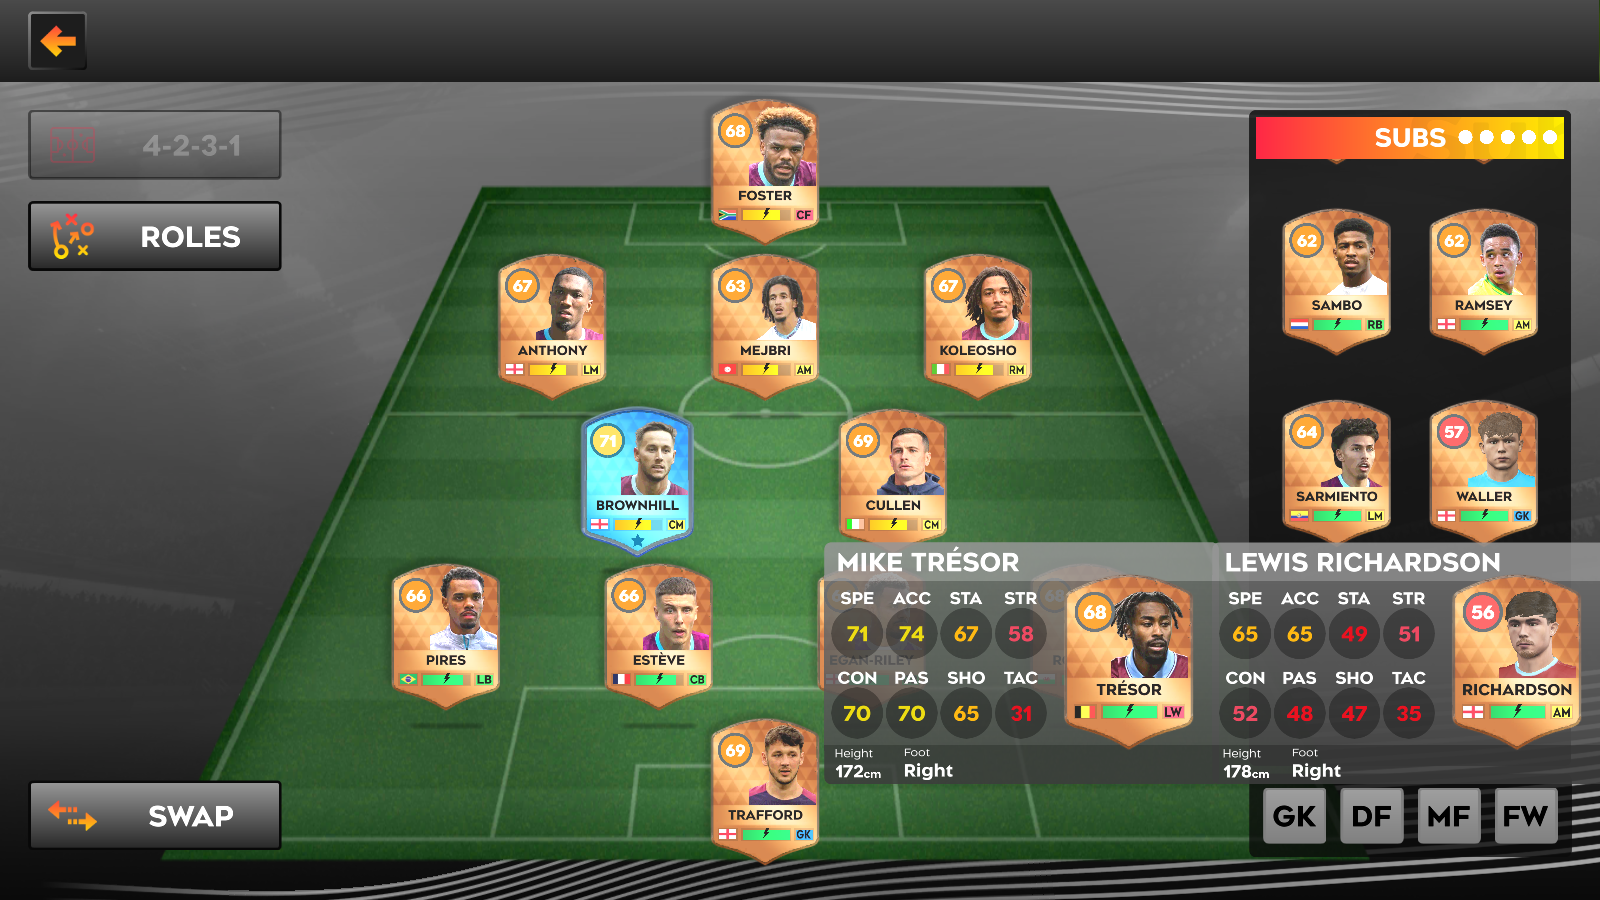 4-2-3-1
ROLES
SWAP
68
FOSTER
CF
67
ANTHONY
LM
63
MEJBRI
AM
67
KOLEOSHO
RM
71
BROWNHILL
CM
69
CULLEN
CM
66
PIRES
LB
66
ESTÈVE
CB
EGAN-RILEY
68
69
TRAFFORD
GK
SUBS
62
SAMBO
RB
62
RAMSEY
AM
64
SARMIENTO
LM
57
WALLER
GK
MIKE TRÉSOR
SPE ACC STA STR
71 74 67 58
CON PAS SHO TAC
70 70 65 31
Height Foot
172cm Right
68
TRÉSOR
LW
LEWIS RICHARDSON
SPE ACC STA STR
65 65 49 51
CON PAS SHO TAC
52 48 47 35
Height Foot
178cm Right
56
RICHARDSON
AM
GK DF MF FW